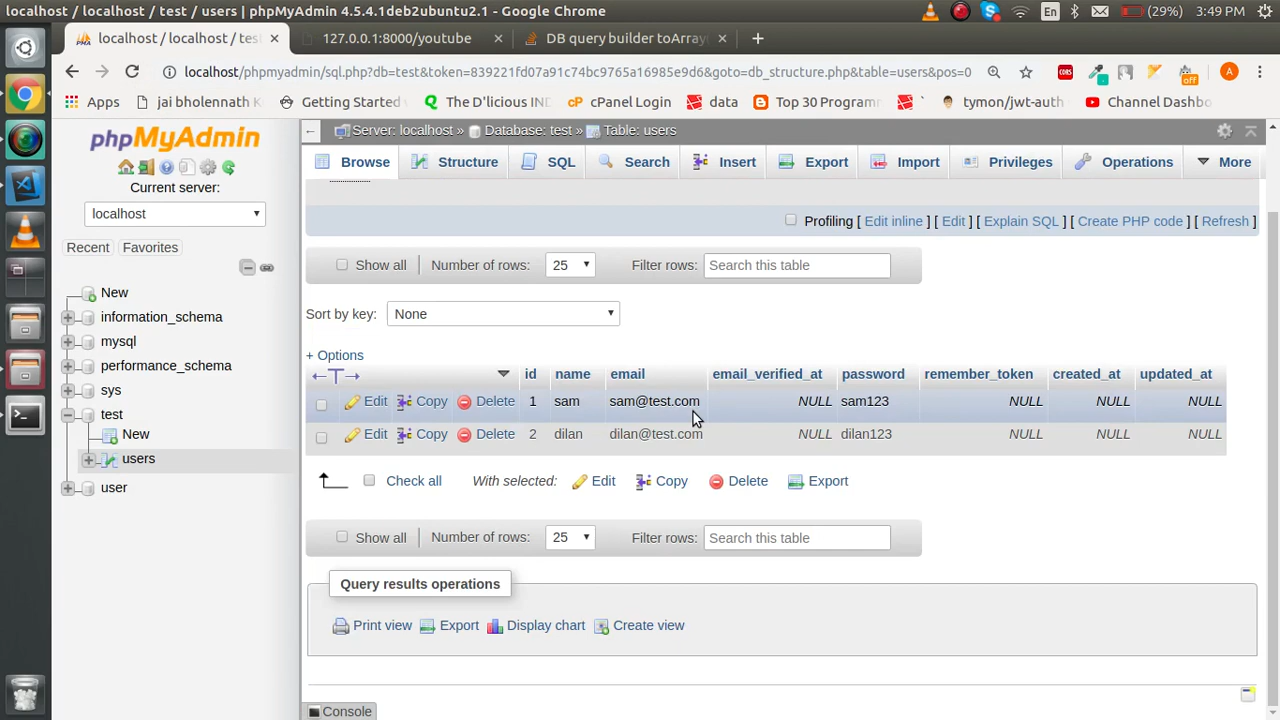 localhost / localhost / test / users | phpMyAdmin 4.5.4.1deb2ubuntu2.1 - Google Chrome
En
(29%)
3:49 PM
PMA
localhost / localhost / tes
127.0.0.1:8000/youtube
DB query builder toArray(
localhost/phpmyadmin/sql.php?db=test&token=839221fd07a91c74bc9765a16985e9d6&goto=db_structure.php&table=users&pos=0
CORS
off
A
Apps
jai bholennath K
Getting Started
The D'licious IND
cPanel Login
data
Top 30 Programm
tymon/jwt-auth
Channel Dashbo
phpMyAdmin
Current server:
localhost
Recent
Favorites
New
information_schema
mysql
performance_schema
sys
test
New
users
user
Server: localhost » Database: test » Table: users
Browse
Structure
SQL
Search
Insert
Export
Import
Privileges
Operations
More
Profiling [ Edit inline ] [ Edit ] [ Explain SQL ] [ Create PHP code ] [ Refresh ]
Show all
Number of rows:
25
Filter rows:
Search this table
Sort by key:
None
+ Options
←T→ id name email email_verified_at password remember_token created_at updated_at
Edit Copy Delete 1 sam sam@test.com NULL sam123 NULL NULL NULL
Edit Copy Delete 2 dilan dilan@test.com NULL dilan123 NULL NULL NULL
Check all
With selected:
Edit
Copy
Delete
Export
Show all
Number of rows:
25
Filter rows:
Search this table
Query results operations
Print view
Export
Display chart
Create view
Console